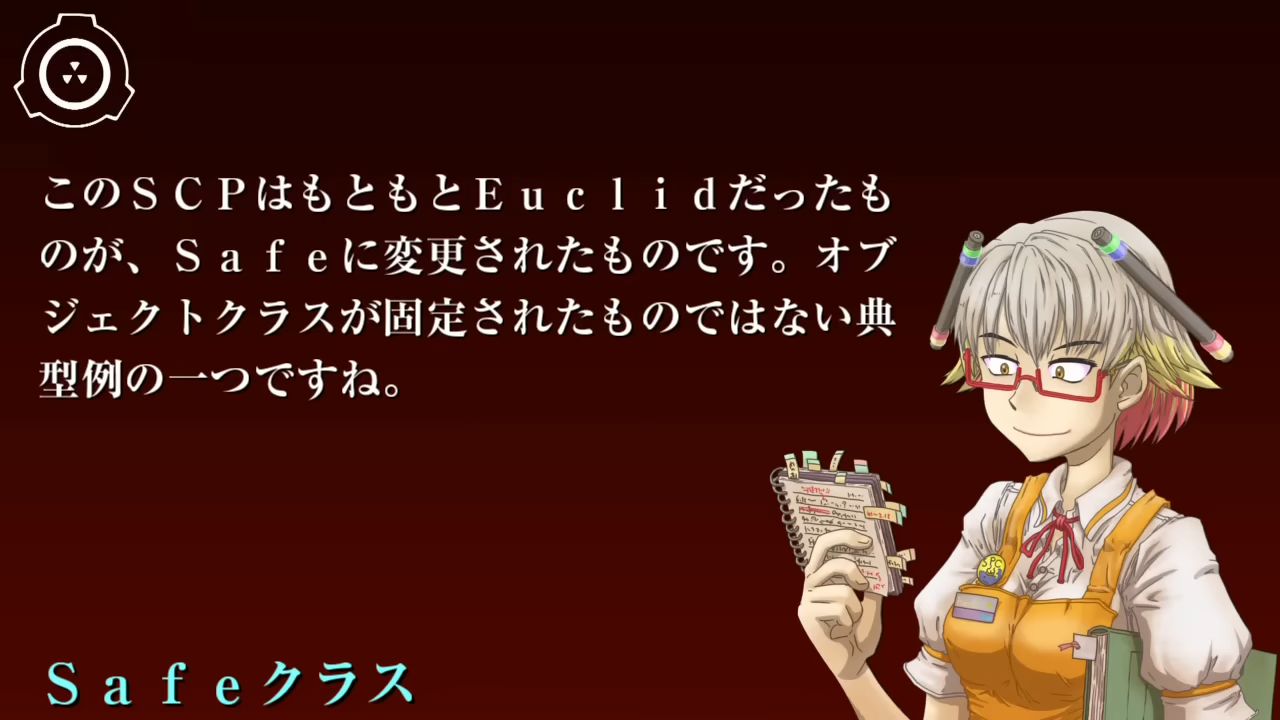 このＳＣＰはもともとＥｕｃｌｉｄだったも
のが、Ｓａｆｅに変更されたものです。オブ
ジェクトクラスが固定されたものではない典
型例の一つですね。
Ｓａｆｅクラス